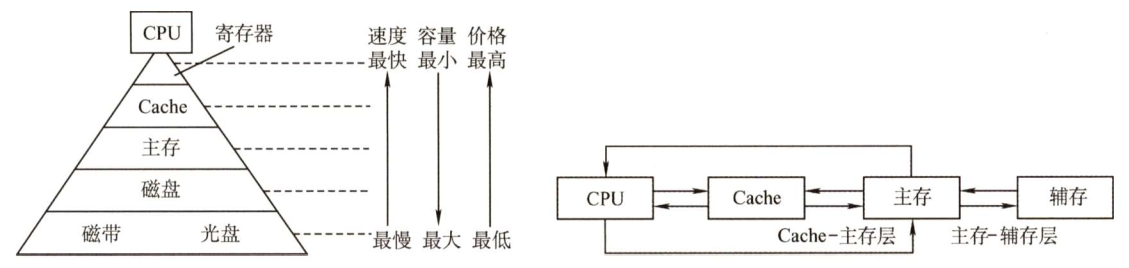 CPU
寄存器
Cache
主存
磁盘
磁带 光盘
速度 容量 价格
最快 最小 最高
最慢 最大 最低
CPU
Cache
主存
辅存
Cache-主存层
主存-辅存层